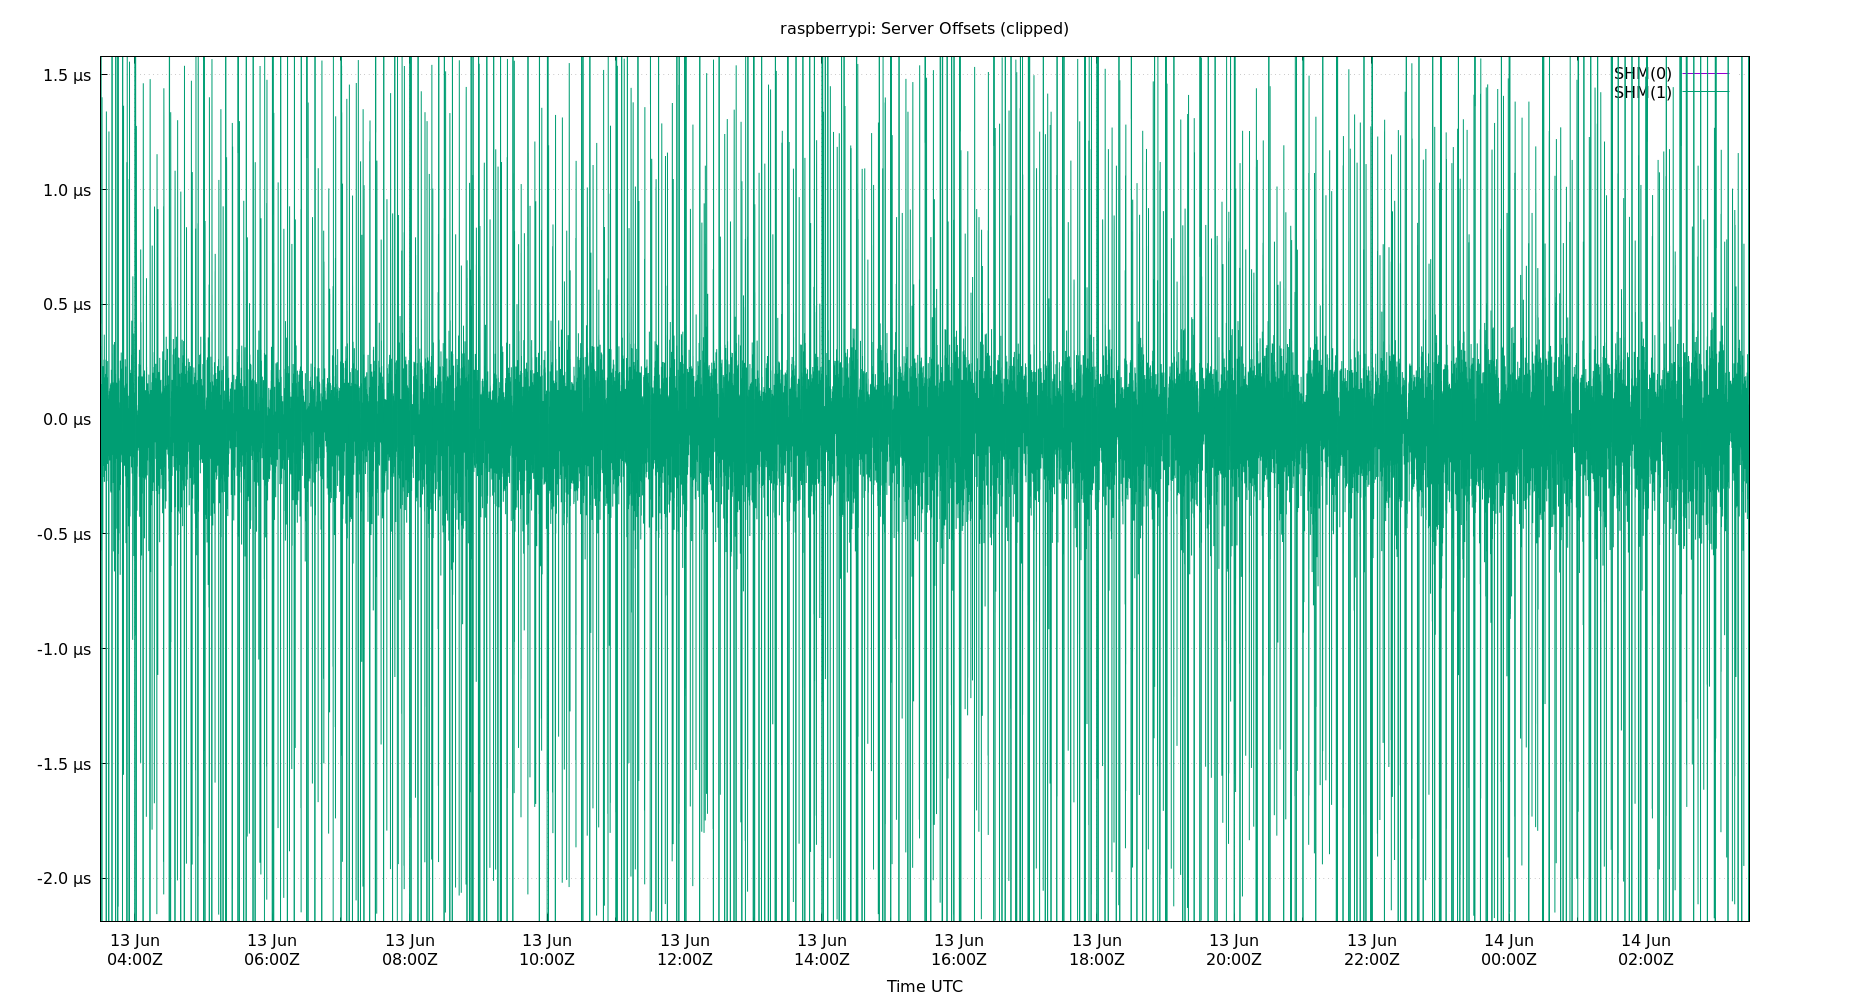 raspberrypi: Server Offsets (clipped)
SHM(0)
SHM(1)
1.5 µs
1.0 µs
0.5 µs
0.0 µs
-0.5 µs
-1.0 µs
-1.5 µs
-2.0 µs
13 Jun 13 Jun 13 Jun 13 Jun 13 Jun 13 Jun 13 Jun 13 Jun 13 Jun 13 Jun 14 Jun 14 Jun
04:00Z 06:00Z 08:00Z 10:00Z 12:00Z 14:00Z 16:00Z 18:00Z 20:00Z 22:00Z 00:00Z 02:00Z
Time UTC